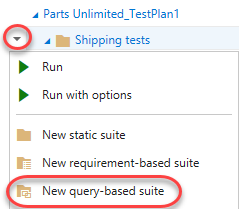 Parts Unlimited_TestPlan1
Shipping tests
Run
Run with options
New static suite
New requirement-based suite
New query-based suite